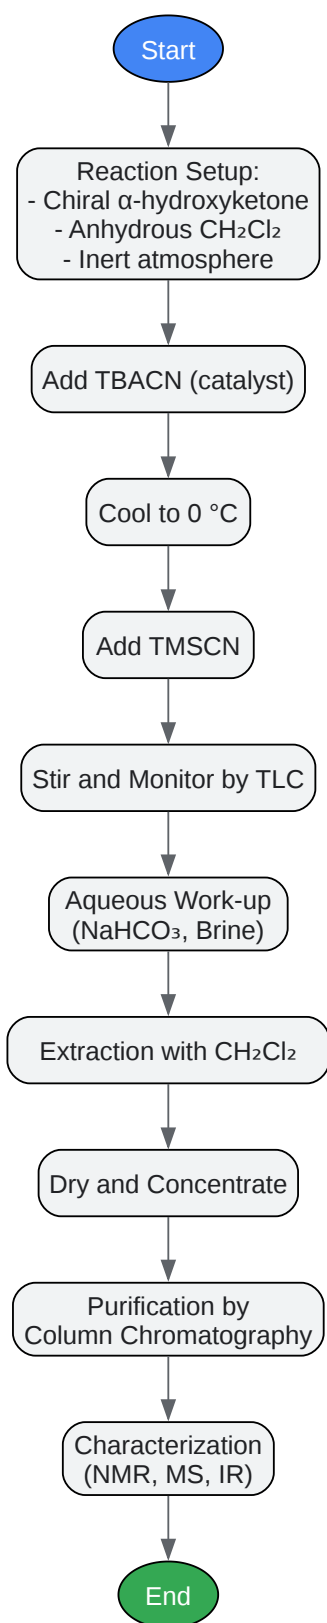 Start
Reaction Setup:
- Chiral α-hydroxyketone
- Anhydrous CH₂Cl₂
- Inert atmosphere
Add TBACN (catalyst)
Cool to 0 °C
Add TMSCN
Stir and Monitor by TLC
Aqueous Work-up
(NaHCO₃, Brine)
Extraction with CH₂Cl₂
Dry and Concentrate
Purification by
Column Chromatography
Characterization
(NMR, MS, IR)
End